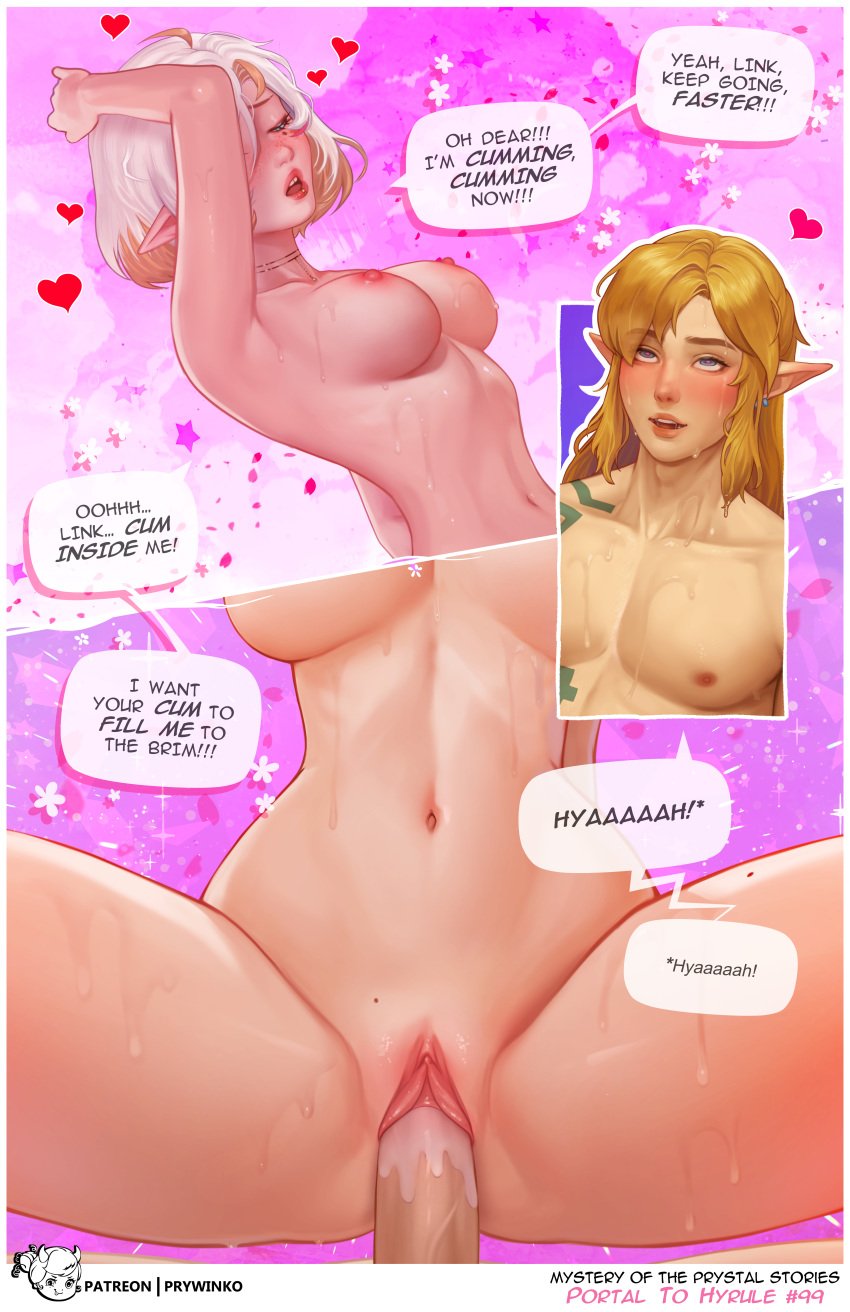 YEAH, LINK,
KEEP GOING,
FASTER!!!
OH DEAR!!!
I'M CUMMING,
CUMMING
NOW!!!
OOHHH...
LINK... CUM
INSIDE ME!
I WANT
YOUR CUM TO
FILL ME TO
THE BRIM!!!
HYAAAAAH!*
*Hyaaaaah!
PATREON | PRYWINKO
MYSTERY OF THE PRYSTAL STORIES
PORTAL TO HYRULE #99